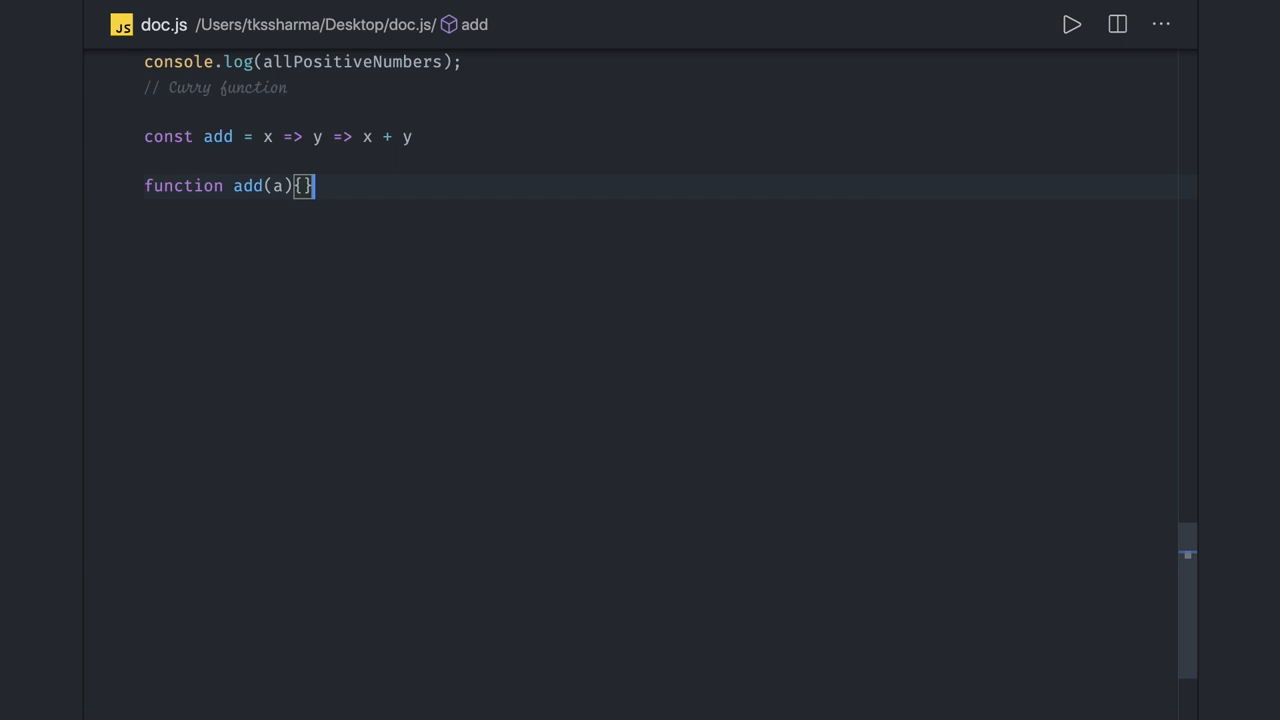 JS doc.js /Users/tkssharma/Desktop/doc.js/ add
console.log(allPositiveNumbers);
// Curry function
const add = x => y => x + y
function add(a){}